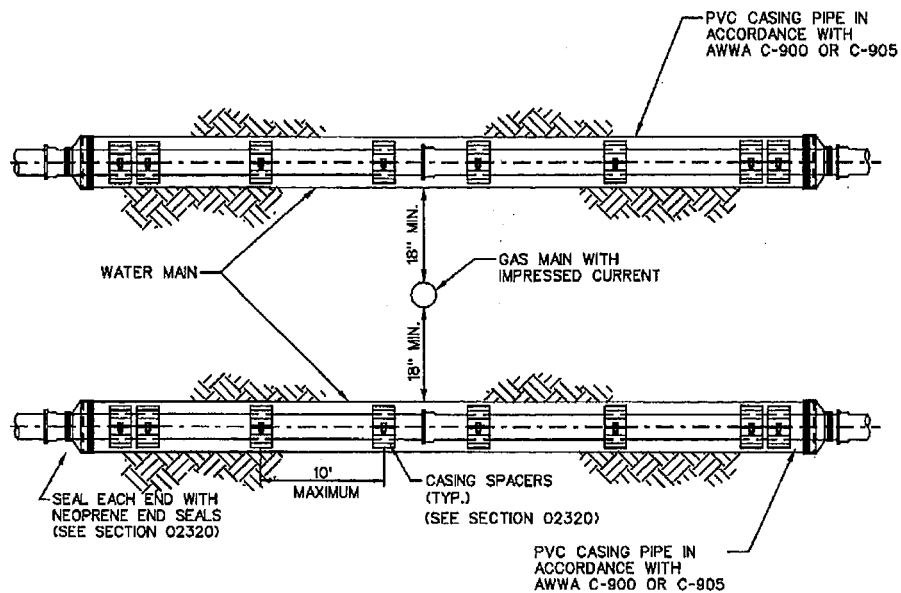 PVC CASING PIPE IN
ACCORDANCE WITH
AWWA C-900 OR C-905
18" MIN.
WATER MAIN
GAS MAIN WITH
IMPRESSED CURRENT
18" MIN.
10'
MAXIMUM
SEAL EACH END WITH
NEOPRENE END SEALS
(SEE SECTION 02320)
CASING SPACERS
(TYP.)
(SEE SECTION 02320)
PVC CASING PIPE IN
ACCORDANCE WITH
AWWA C-900 OR C-905